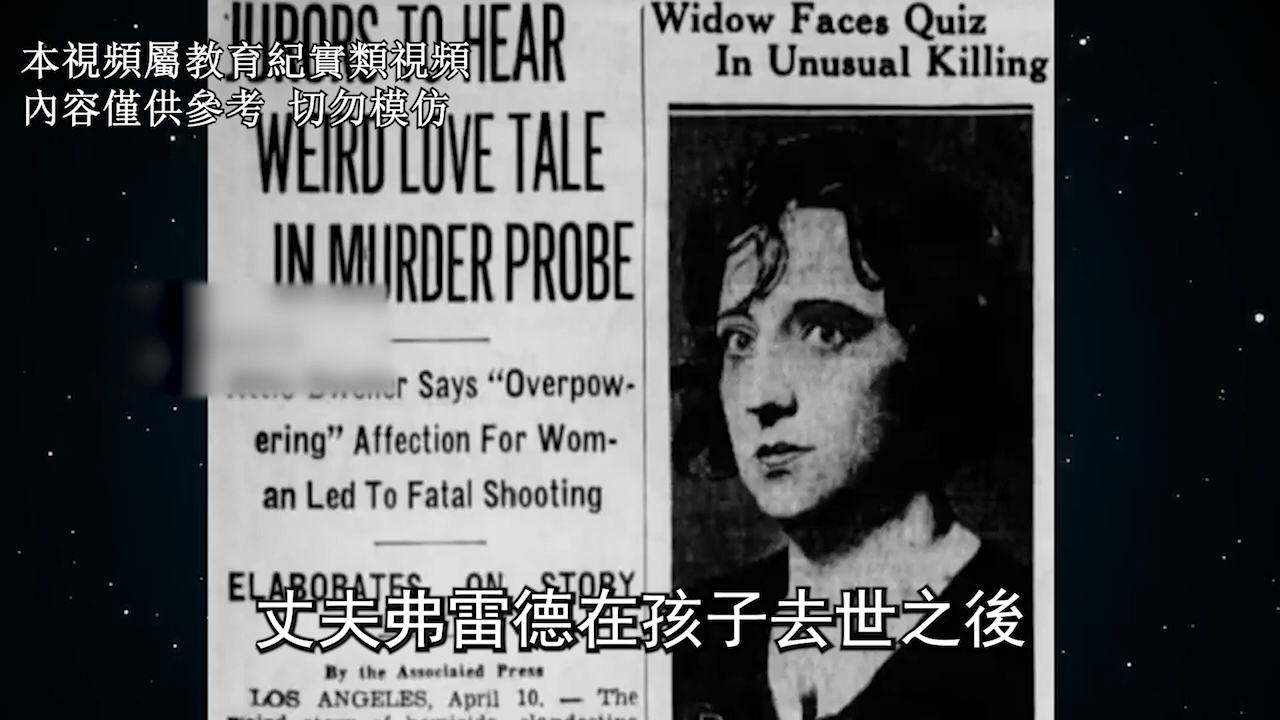 本視頻屬教育紀實類視頻
內容僅供參考 切勿模仿
JURORS TO HEAR
WEIRD LOVE TALE
IN MURDER PROBE
Says “Overpow-
ering” Affection For Wom-
an Led To Fatal Shooting
ELABORATES ON STORY
By the Associated Press
LOS ANGELES, April 10. — The
Widow Faces Quiz
In Unusual Killing
丈夫弗雷德在孩子去世之後